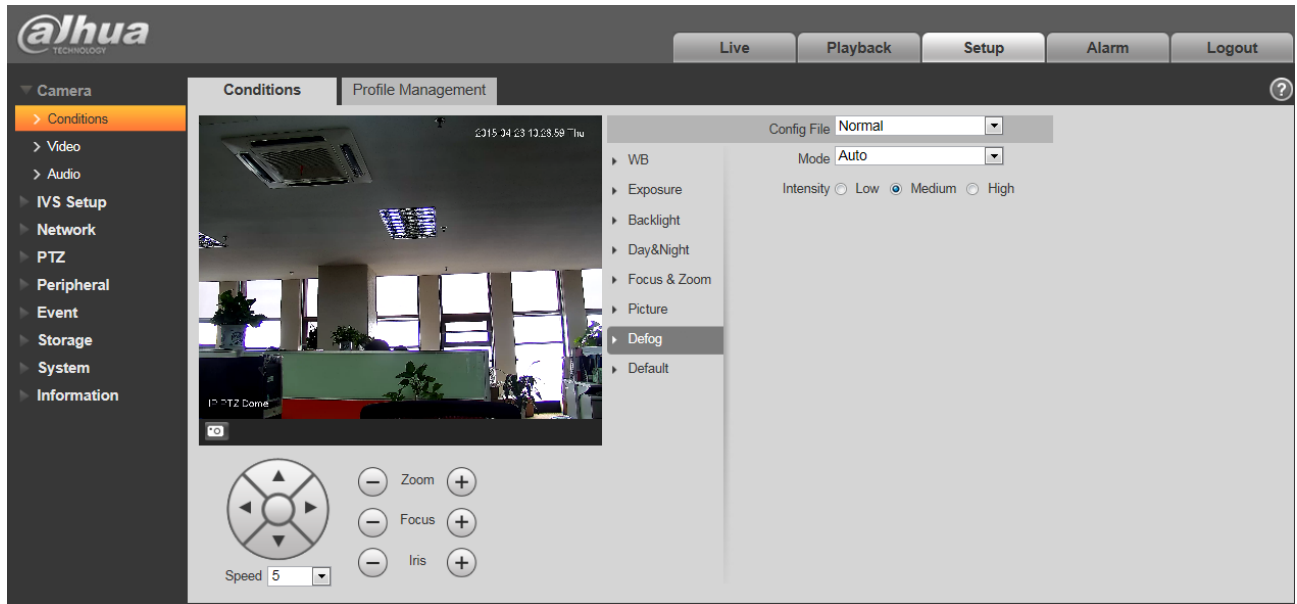 alhua
TECHNOLOGY
Live
Playback
Setup
Alarm
Logout
Camera
Conditions
Video
Audio
IVS Setup
Network
PTZ
Peripheral
Event
Storage
System
Information
Conditions
Profile Management
?
IP PTZ Dome
Zoom
Focus
Iris
Speed 5
WB
Exposure
Backlight
Day&Night
Focus & Zoom
Picture
Defog
Default
Config File Normal
Mode Auto
Intensity Low Medium High